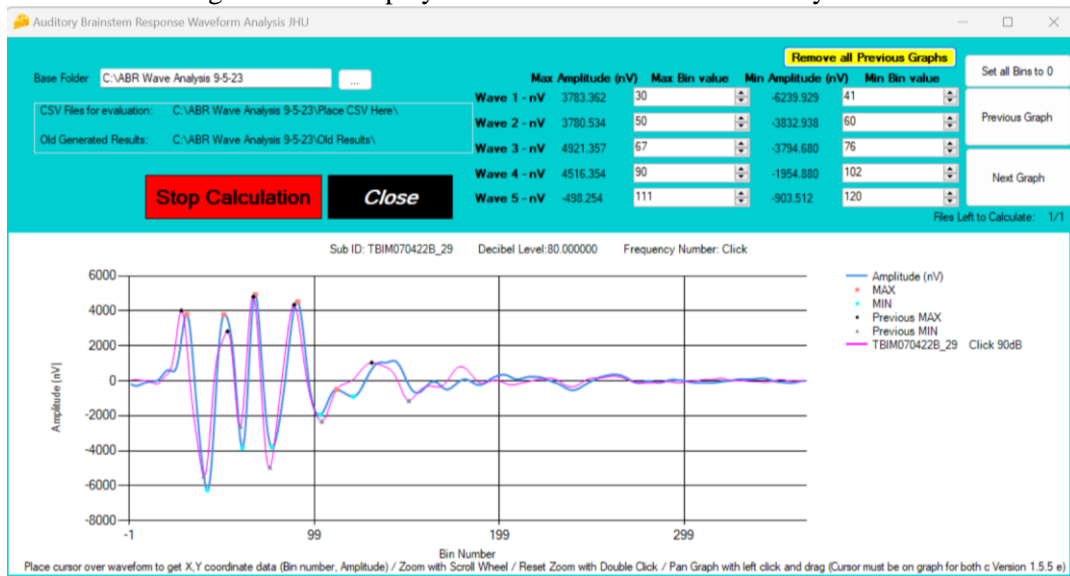 Auditory Brainstem Response Waveform Analysis JHU
Remove all Previous Graphs
Set all Bins to 0
Base Folder C:\ABR Wave Analysis 9-5-23 ...
Max Amplitude (nV) Max Bin value Min Amplitude (nV) Min Bin value
CSV Files for evaluation: C:\ABR Wave Analysis 9-5-23\Place CSV Here\
Old Generated Results: C:\ABR Wave Analysis 9-5-23\Old Results\
Wave 1 - nV 3783.362 30 -6239.929 41
Wave 2 - nV 3780.534 50 -3832.938 60
Wave 3 - nV 4921.357 67 -3794.680 76
Wave 4 - nV 4516.354 90 -1954.880 102
Wave 5 - nV -498.254 111 -903.512 120
Previous Graph
Next Graph
Stop Calculation Close
Files Left to Calculate: 1/1
Sub ID: TBIM070422B_29 Decibel Level:80.000000 Frequency Number: Click
6000
4000
2000
0
-2000
-4000
-6000
-8000
Amplitude (nV)
-1 99 199 299
Bin Number
Amplitude (nV)
MAX
MIN
Previous MAX
Previous MIN
TBIM070422B_29 Click 90dB
Place cursor over waveform to get X,Y coordinate data (Bin number, Amplitude) / Zoom with Scroll Wheel / Reset Zoom with Double Click / Pan Graph with left click and drag (Cursor must be on graph for both c Version 1.5.5 e)